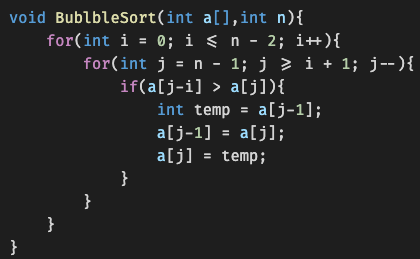 void BublbleSort(int a[],int n){
    for(int i = 0; i <= n - 2; i++){
        for(int j = n - 1; j >= i + 1; j--){
            if(a[j-i] > a[j]){
                int temp = a[j-1];
                a[j-1] = a[j];
                a[j] = temp;
            }
        }
    }
}